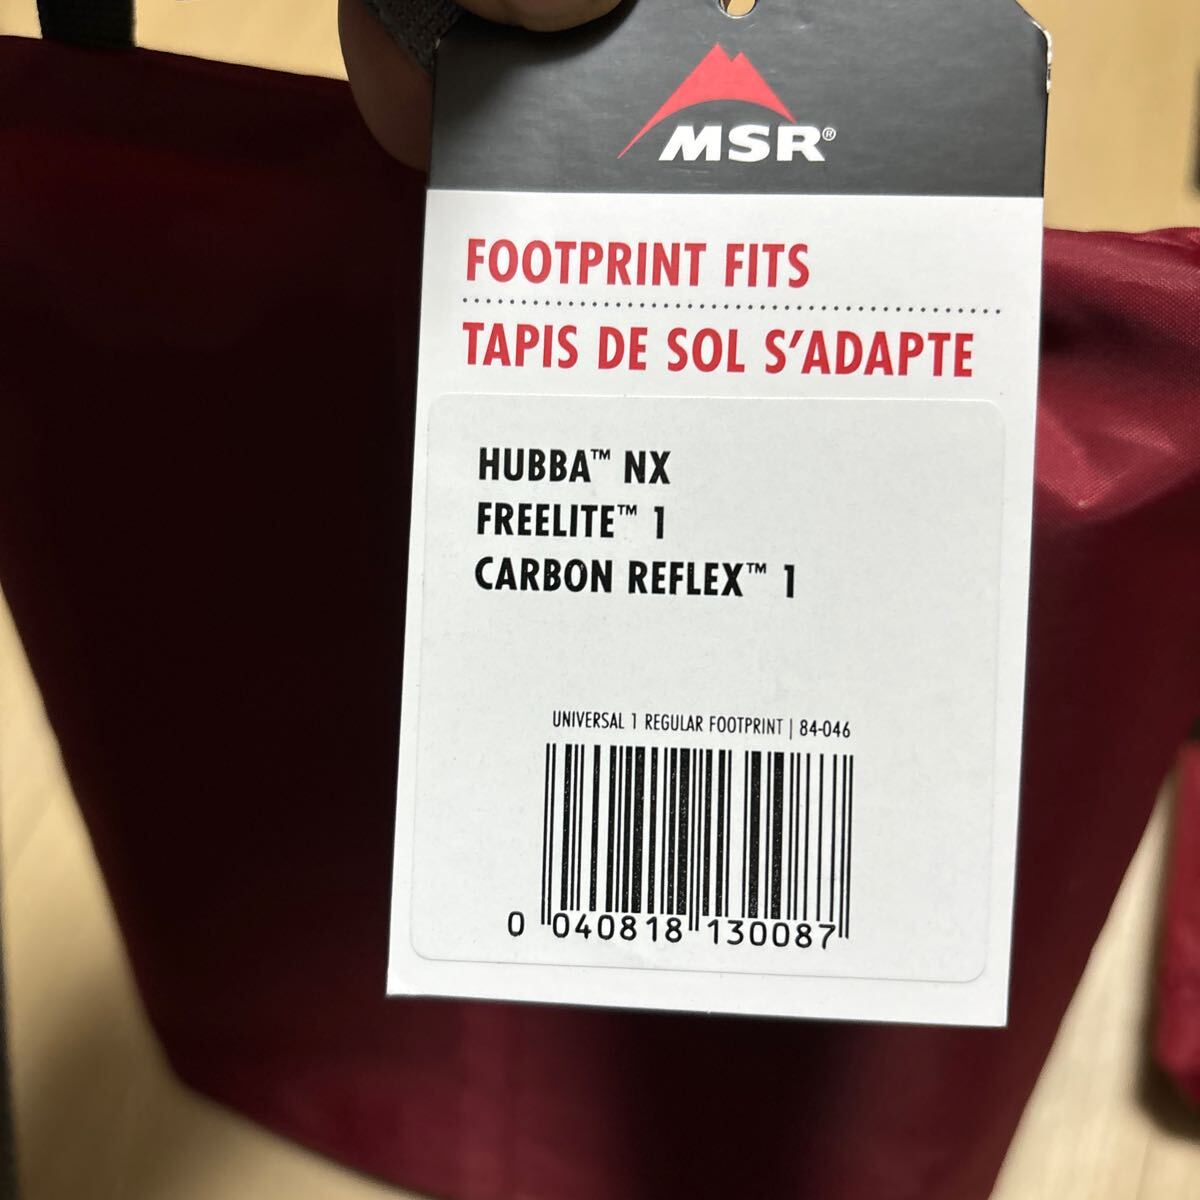 MSR®
FOOTPRINT FITS
TAPIS DE SOL S'ADAPTE
HUBBA™ NX
FREELITE™ 1
CARBON REFLEX™ 1
UNIVERSAL 1 REGULAR FOOTPRINT | 84-046
0 040818 130087